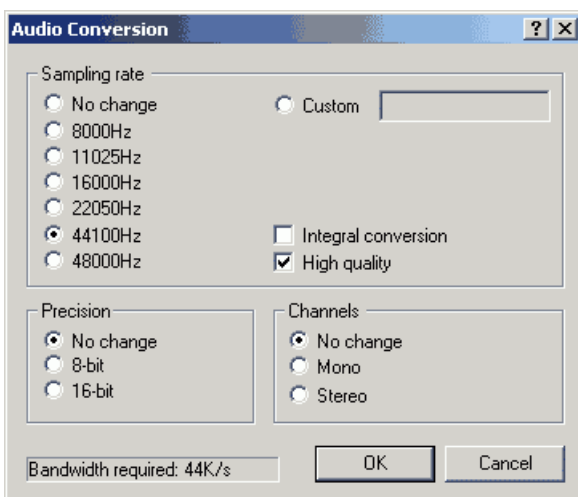 Audio Conversion
Sampling rate
No change
8000Hz
11025Hz
16000Hz
22050Hz
44100Hz
48000Hz
Custom
Integral conversion
High quality
Precision
No change
8-bit
16-bit
Channels
No change
Mono
Stereo
Bandwidth required: 44K/s
OK
Cancel